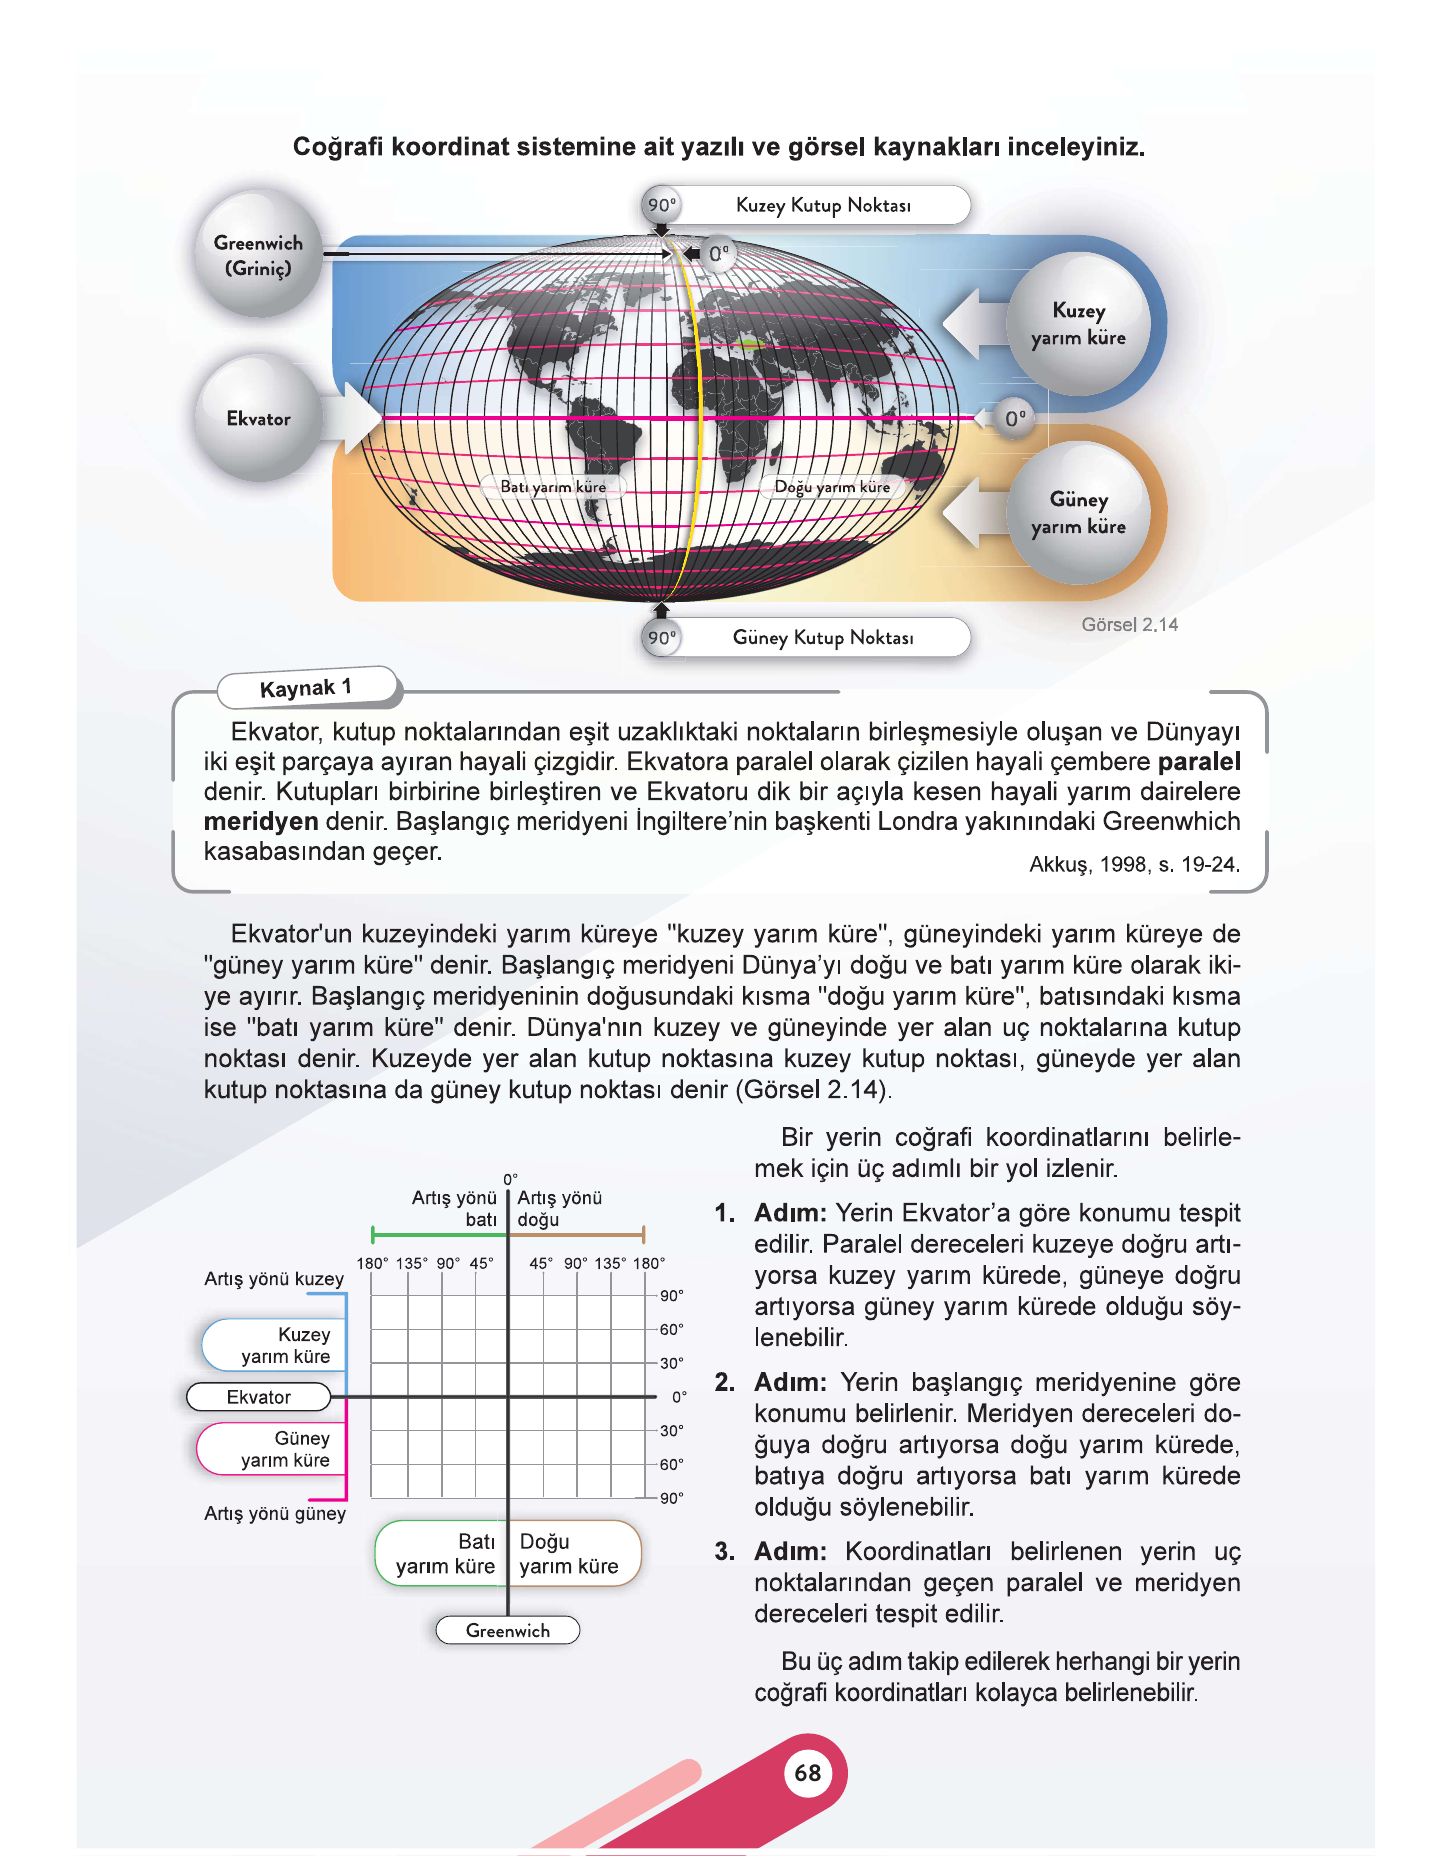 Coğrafi koordinat sistemine ait yazılı ve görsel kaynakları inceleyiniz.
90° Kuzey Kutup Noktası
Greenwich
(Griniç)
0°
Kuzey
yarım küre
Ekvator
0°
Batı yarım küre
Doğu yarım küre
Güney
yarım küre
90° Güney Kutup Noktası
Görsel 2.14
Kaynak 1
Ekvator, kutup noktalarından eşit uzaklıktaki noktaların birleşmesiyle oluşan ve Dünyayı
iki eşit parçaya ayıran hayali çizgidir. Ekvatora paralel olarak çizilen hayali çembere paralel
denir. Kutupları birbirine birleştiren ve Ekvatoru dik bir açıyla kesen hayali yarım dairelere
meridyen denir. Başlangıç meridyeni İngiltere’nin başkenti Londra yakınındaki Greenwhich
kasabasından geçer.
Akkuş, 1998, s. 19-24.
Ekvator'un kuzeyindeki yarım küreye "kuzey yarım küre", güneyindeki yarım küreye de
"güney yarım küre" denir. Başlangıç meridyeni Dünya’yı doğu ve batı yarım küre olarak iki-
ye ayırır. Başlangıç meridyeninin doğusundaki kısma "doğu yarım küre", batısındaki kısma
ise "batı yarım küre" denir. Dünya'nın kuzey ve güneyinde yer alan uç noktalarına kutup
noktası denir. Kuzeyde yer alan kutup noktasına kuzey kutup noktası, güneyde yer alan
kutup noktasına da güney kutup noktası denir (Görsel 2.14).
0°
Artış yönü
batı
Artış yönü
doğu
180° 135° 90° 45° 45° 90° 135° 180°
Artış yönü kuzey
90°
60°
30°
0°
30°
60°
90°
Kuzey
yarım küre
Ekvator
Güney
yarım küre
Artış yönü güney
Batı
yarım küre
Doğu
yarım küre
Greenwich
Bir yerin coğrafi koordinatlarını belirle-
mek için üç adımlı bir yol izlenir.
1. Adım: Yerin Ekvator’a göre konumu tespit
edilir. Paralel dereceleri kuzeye doğru artı-
yorsa kuzey yarım kürede, güneye doğru
artıyorsa güney yarım kürede olduğu söy-
lenebilir.
2. Adım: Yerin başlangıç meridyenine göre
konumu belirlenir. Meridyen dereceleri do-
ğuya doğru artıyorsa doğu yarım kürede,
batıya doğru artıyorsa batı yarım kürede
olduğu söylenebilir.
3. Adım: Koordinatları belirlenen yerin uç
noktalarından geçen paralel ve meridyen
dereceleri tespit edilir.
Bu üç adım takip edilerek herhangi bir yerin
coğrafi koordinatları kolayca belirlenebilir.
68